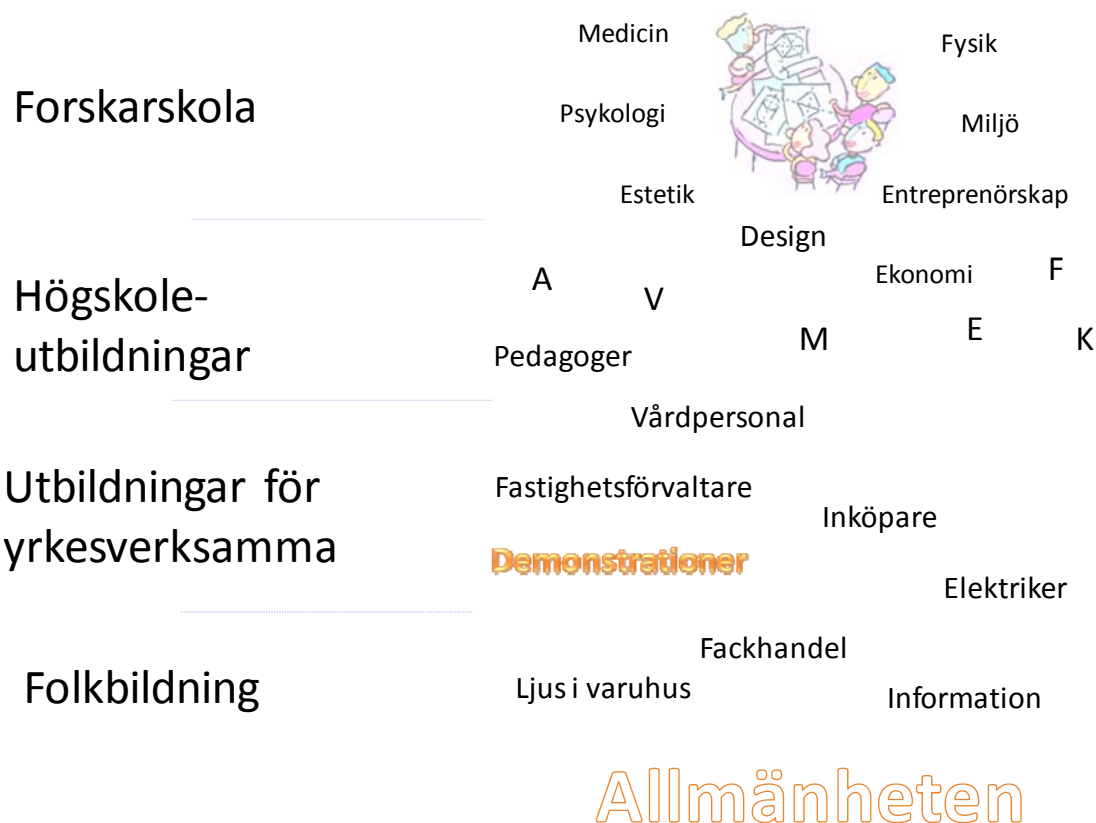 Medicin
Fysik
Forskarskola
Psykologi
Miljö
Estetik
Entreprenörskap
Design
A
V
Ekonomi
F
Högskole-
utbildningar
M
E
K
Pedagoger
Vårdpersonal
Utbildningar för
yrkesverksamma
Fastighetsförvaltare
Inköpare
Demonstrationer
Elektriker
Fackhandel
Folkbildning
Ljus i varuhus
Information
Allmänheten